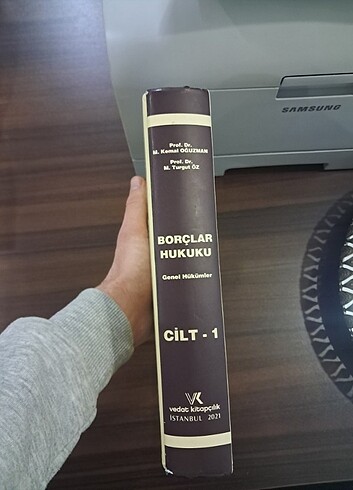 SAMSUNG
Prof. Dr.
M. Kemal OĞUZMAN
Prof. Dr.
M. Turgut ÖZ
BORÇLAR
HUKUKU
Genel Hükümler
CİLT - 1
VK
vedat kitapçılık
İSTANBUL 2021